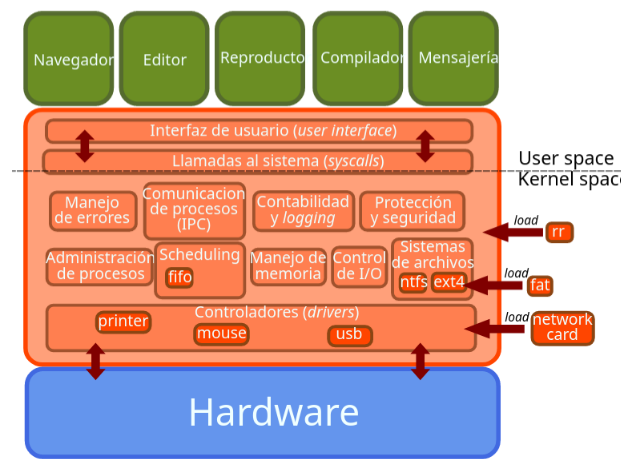 Navegador
Editor
Reproducto
Compilador
Mensajería
Interfaz de usuario (user interface)
Llamadas al sistema (syscalls)
User space
Kernel space
Manejo
de errores
Comunicacion
de procesos
(IPC)
Contabilidad
y logging
Protección
y seguridad
load
rr
Administración
de procesos
Scheduling
fifo
Manejo de
memoria
Control
de I/O
Sistemas
de archivos
ntfs
ext4
load
fat
Controladores (drivers)
printer
mouse
usb
load
network
card
Hardware